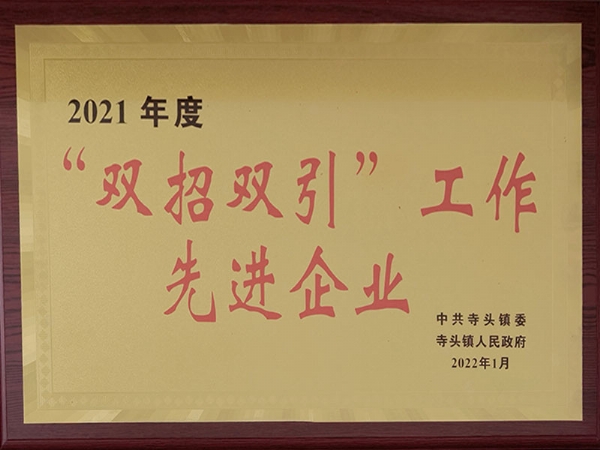 2021 年度
“双招双引”工作
先进企业
中共寺头镇委
寺头镇人民政府
2022年1月